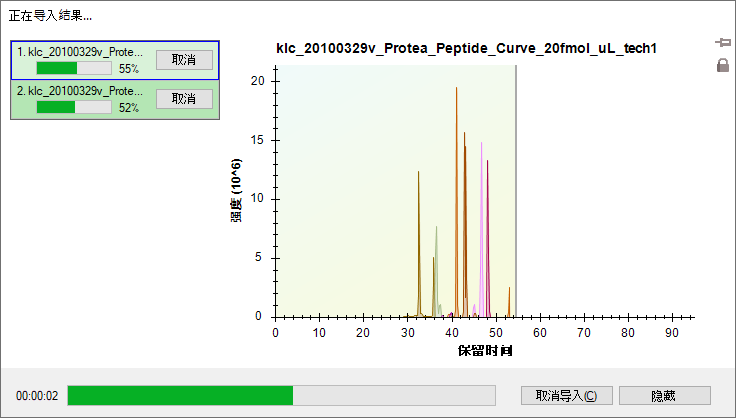 正在导入结果...
1. klc_20100329v_Prote...
55%
取消
2. klc_20100329v_Prote...
52%
取消
klc_20100329v_Protea_Peptide_Curve_20fmol_uL_tech1
强度 (10^6)
20
15
10
5
0
0 10 20 30 40 50 60 70 80 90
保留时间
00:00:02
取消导入(C)
隐藏